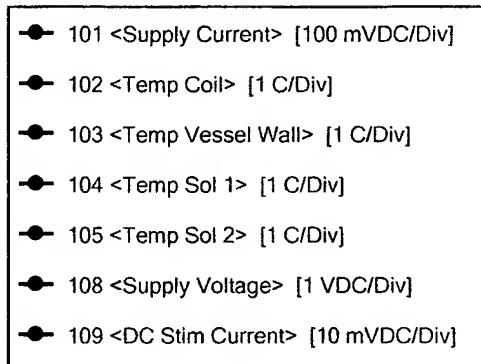 101 <Supply Current> [100 mVDC/Div]
102 <Temp Coil> [1 C/Div]
103 <Temp Vessel Wall> [1 C/Div]
104 <Temp Sol 1> [1 C/Div]
105 <Temp Sol 2> [1 C/Div]
108 <Supply Voltage> [1 VDC/Div]
109 <DC Stim Current> [10 mVDC/Div]